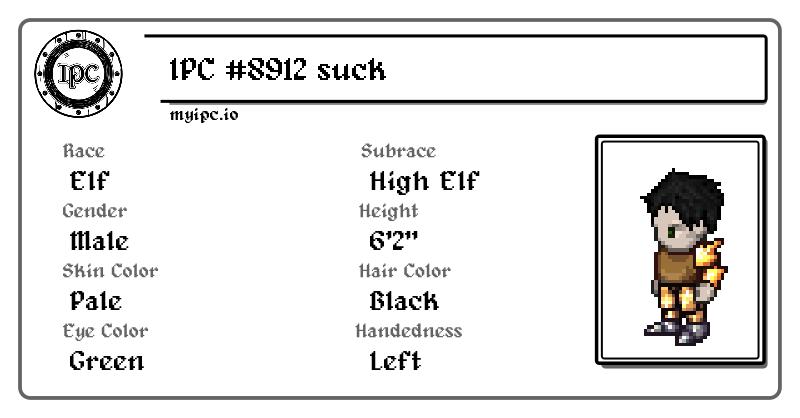 IPC
IPC #8912 suck
myipc.io
Race
Elf
Subrace
High Elf
Gender
Male
Height
6'2"
Skin Color
Pale
Hair Color
Black
Eye Color
Green
Handedness
Left